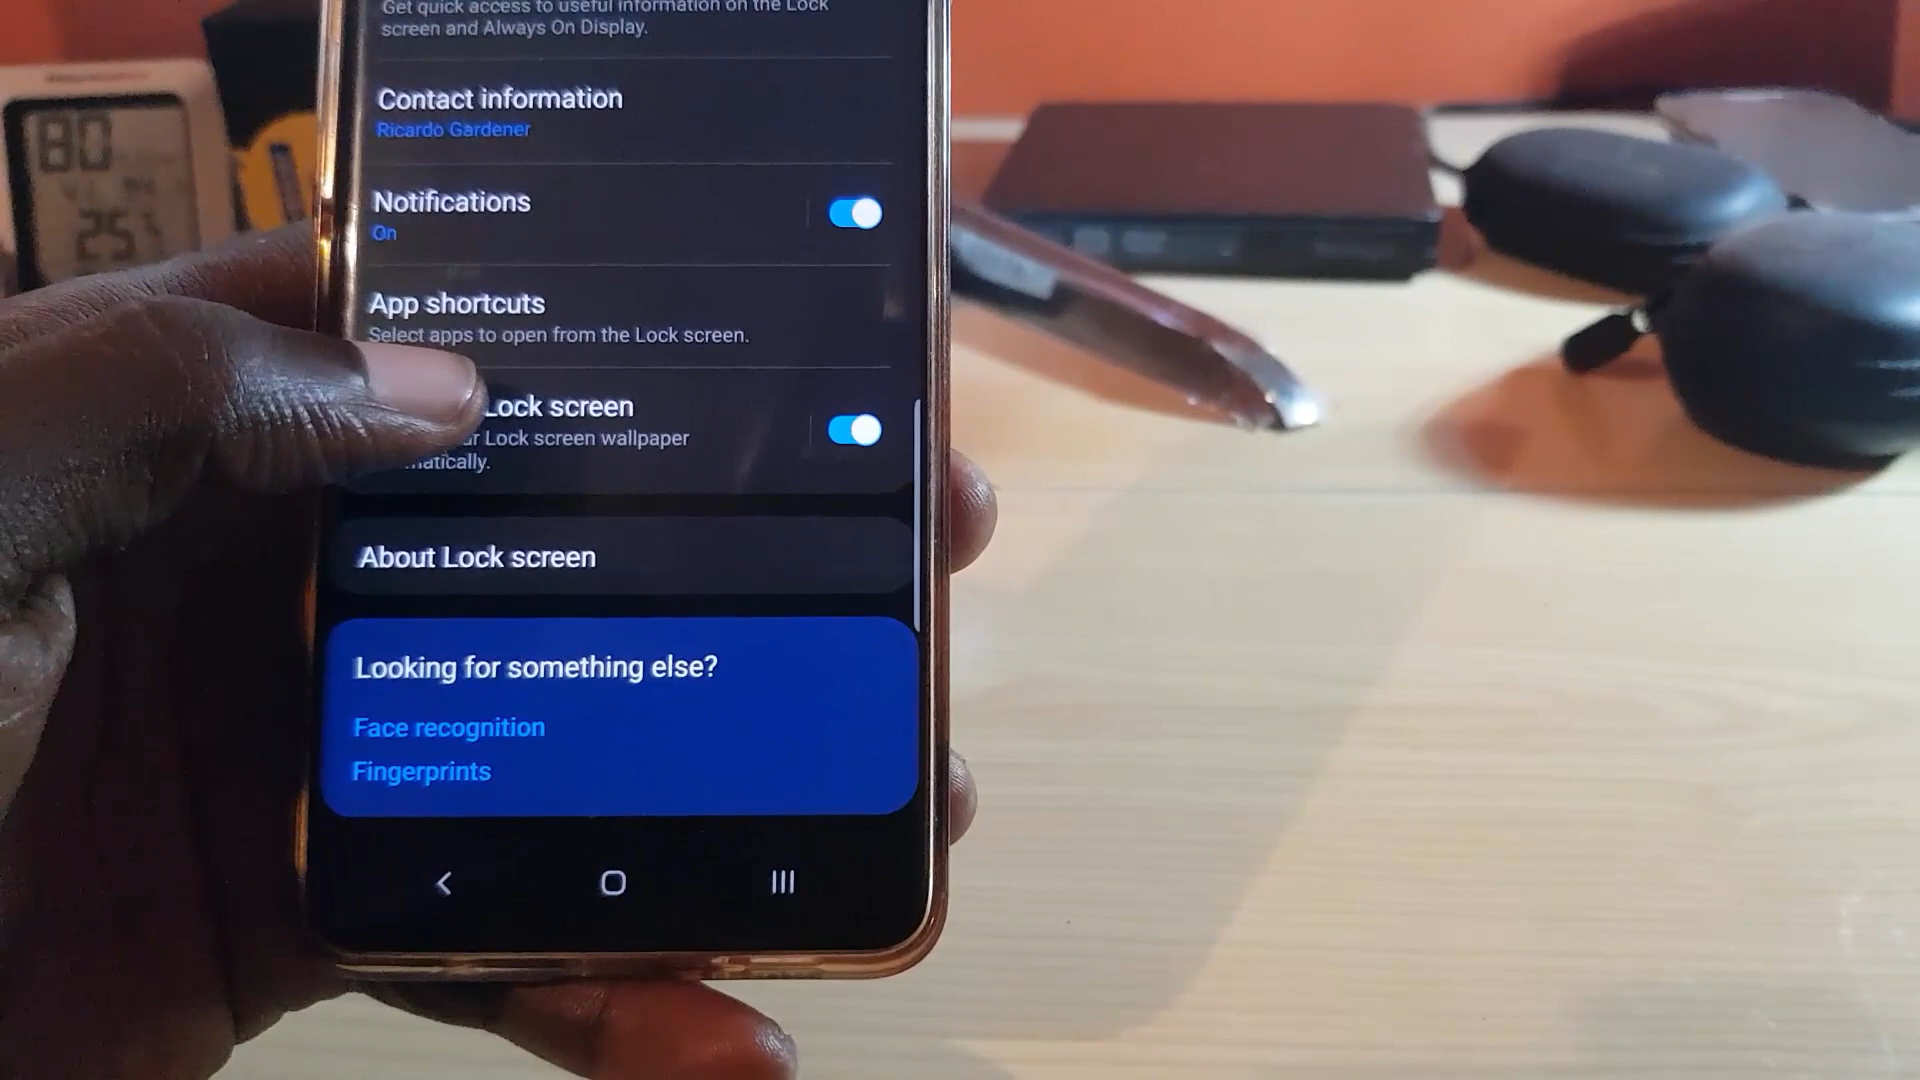 Get quick access to useful information on the Lock
screen and Always On Display.
Contact information
Ricardo Gardener
Notifications
On
App shortcuts
Select apps to open from the Lock screen.
Lock screen
Lock screen wallpaper
About Lock screen
Looking for something else?
Face recognition
Fingerprints
80
25